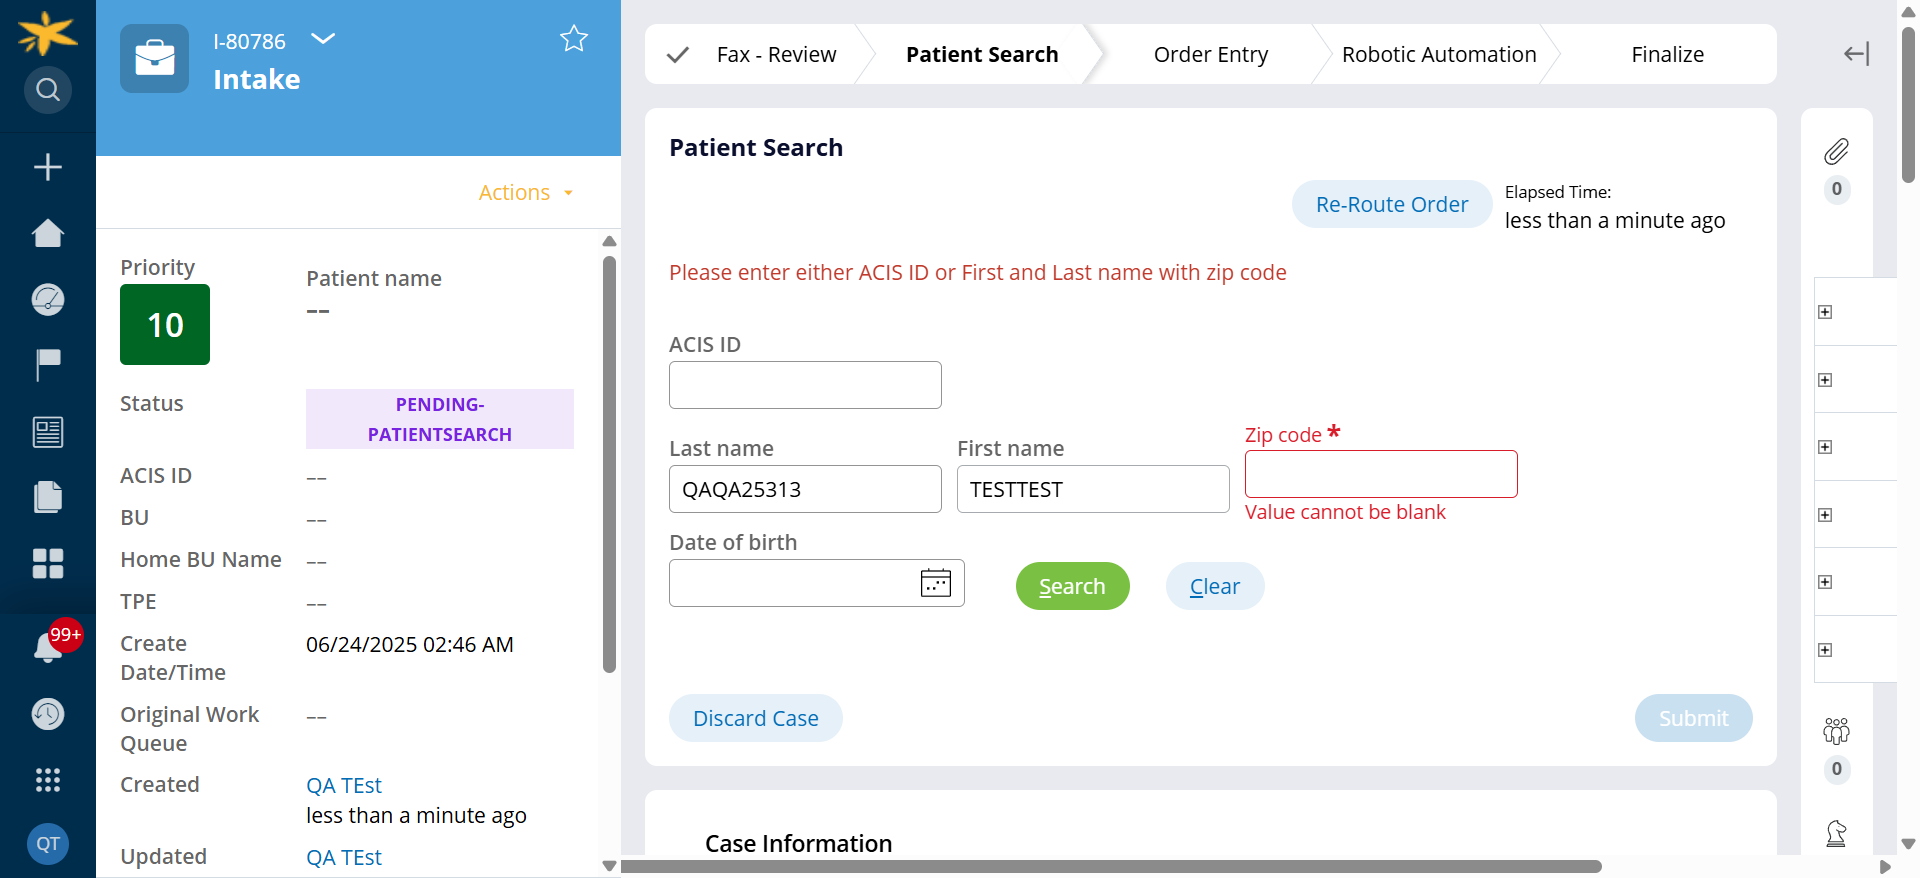 I-80786
Intake
Actions
Priority
10
Patient name
––
Status
PENDING-
PATIENTSEARCH
ACIS ID
––
BU
––
Home BU Name
––
TPE
––
Create
Date/Time
06/24/2025 02:46 AM
Original Work
Queue
––
Created
QA TEst
less than a minute ago
Updated
QA TEst
99+
QT
Fax - Review
Patient Search
Order Entry
Robotic Automation
Finalize
Patient Search
Re-Route Order
Elapsed Time:
less than a minute ago
Please enter either ACIS ID or First and Last name with zip code
ACIS ID
Last name
QAQA25313
First name
TESTTEST
Zip code *
Value cannot be blank
Date of birth
Search
Clear
Discard Case
Submit
Case Information
0
0